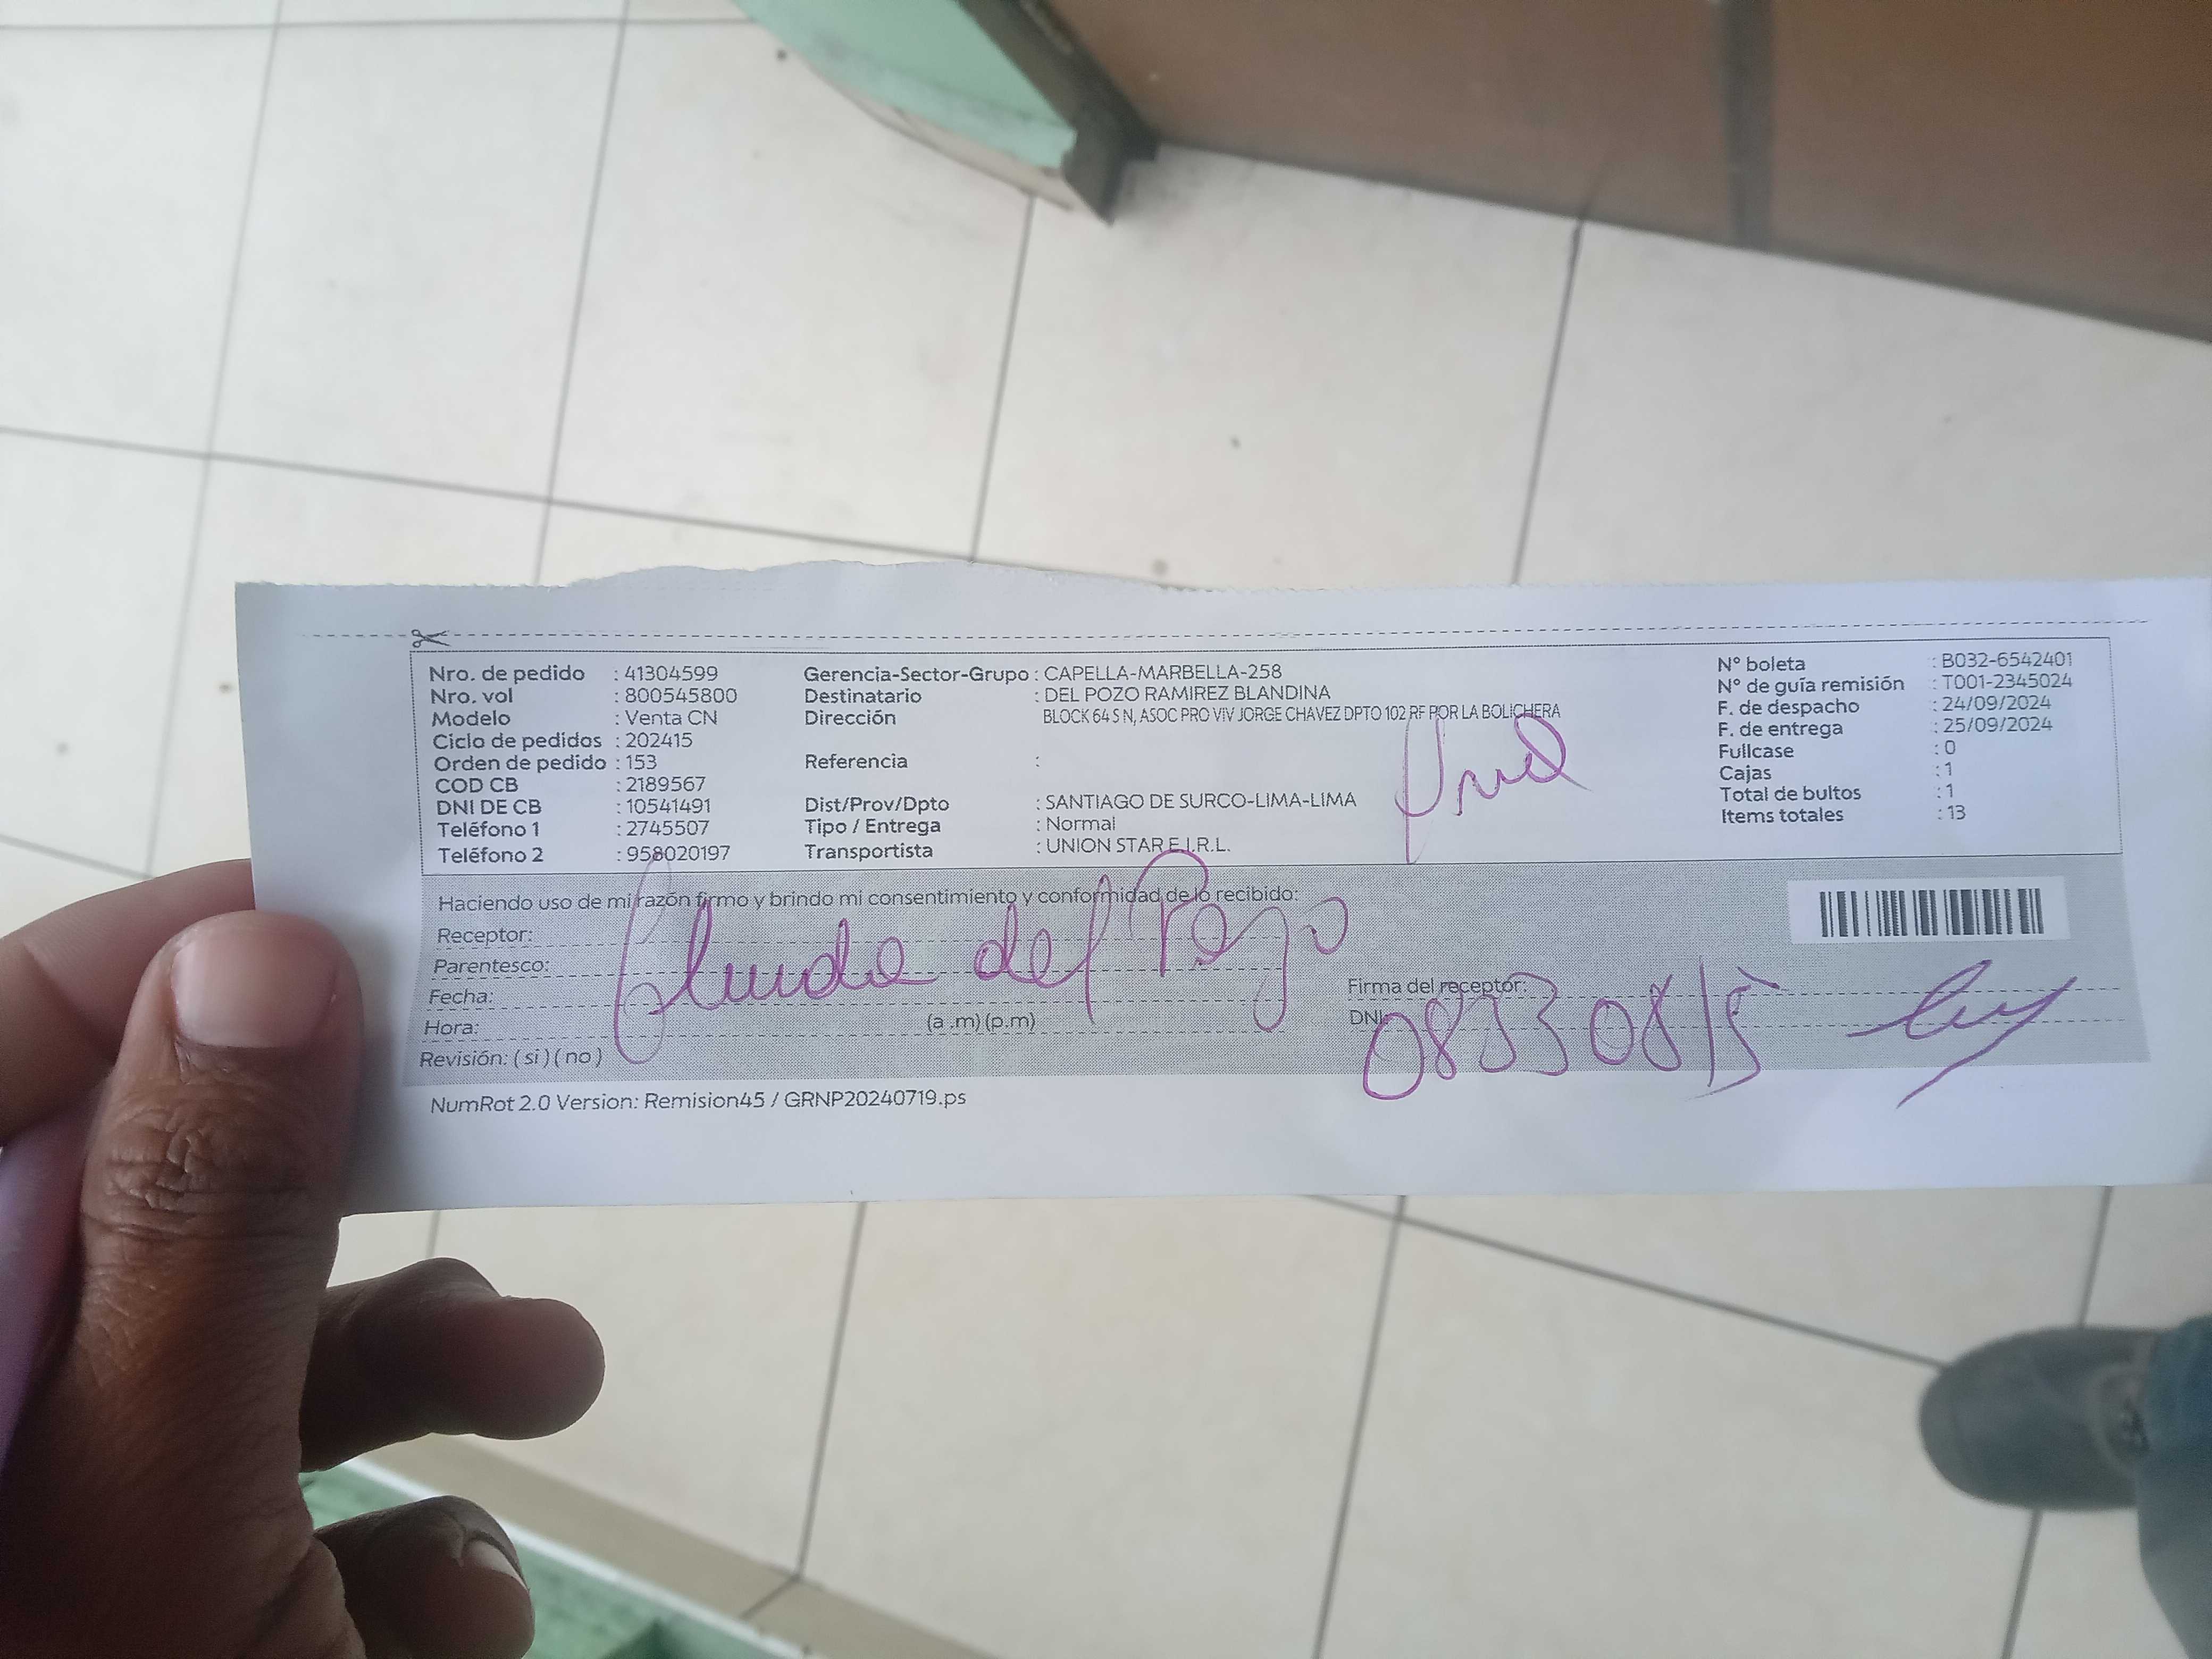 Nro. de pedido : 41304599
Nro. vol : 800545800
Modelo : Venta CN
Ciclo de pedidos : 202415
Orden de pedido : 153
COD CB : 2189567
DNI DE CB : 10541491
Teléfono 1 : 2745507
Teléfono 2 : 958020197
Gerencia-Sector-Grupo : CAPELLA-MARBELLA-258
Destinatario : DEL POZO RAMIREZ BLANDINA
Dirección BLOCK 64 S N, ASOC PRO VIV JORGE CHAVEZ DPTO 102 RF POR LA BOLICHERA
Referencia :
Dist/Prov/Dpto : SANTIAGO DE SURCO-LIMA-LIMA
Tipo / Entrega : Normal
Transportista : UNION STAR E.I.R.L.
N° boleta : B032-6542401
N° de guía remisión : T001-2345024
F. de despacho : 24/09/2024
F. de entrega : 25/09/2024
Fullcase : 0
Cajas : 1
Total de bultos : 1
Items totales : 13
Haciendo uso de mi razón firmo y brindo mi consentimiento y conformidad de lo recibido:
Receptor:
del Pozo
Parentesco:
Fecha:
Hora: (a .m) (p.m)
Revisión: ( si ) ( no )
Firma del receptor:
DNI:
NumRot 2.0 Version: Remision45 / GRNP20240719.ps